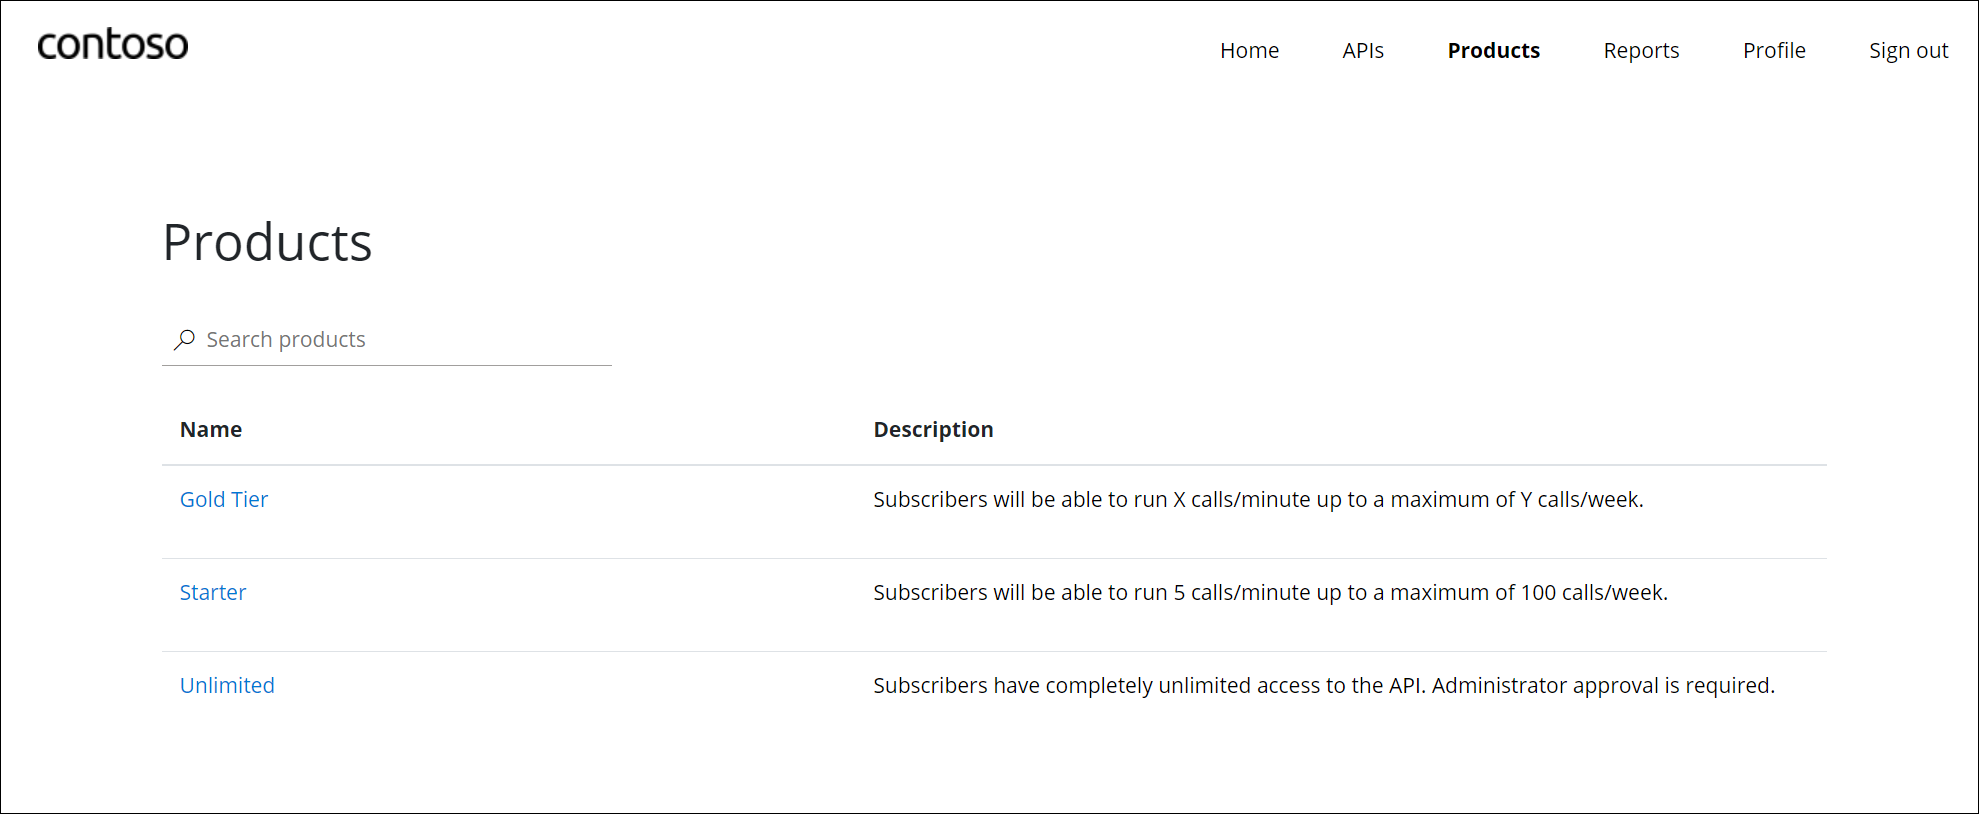 contoso
Home APIs Products Reports Profile Sign out
Products
Search products
Name Description
Gold Tier Subscribers will be able to run X calls/minute up to a maximum of Y calls/week.
Starter Subscribers will be able to run 5 calls/minute up to a maximum of 100 calls/week.
Unlimited Subscribers have completely unlimited access to the API. Administrator approval is required.